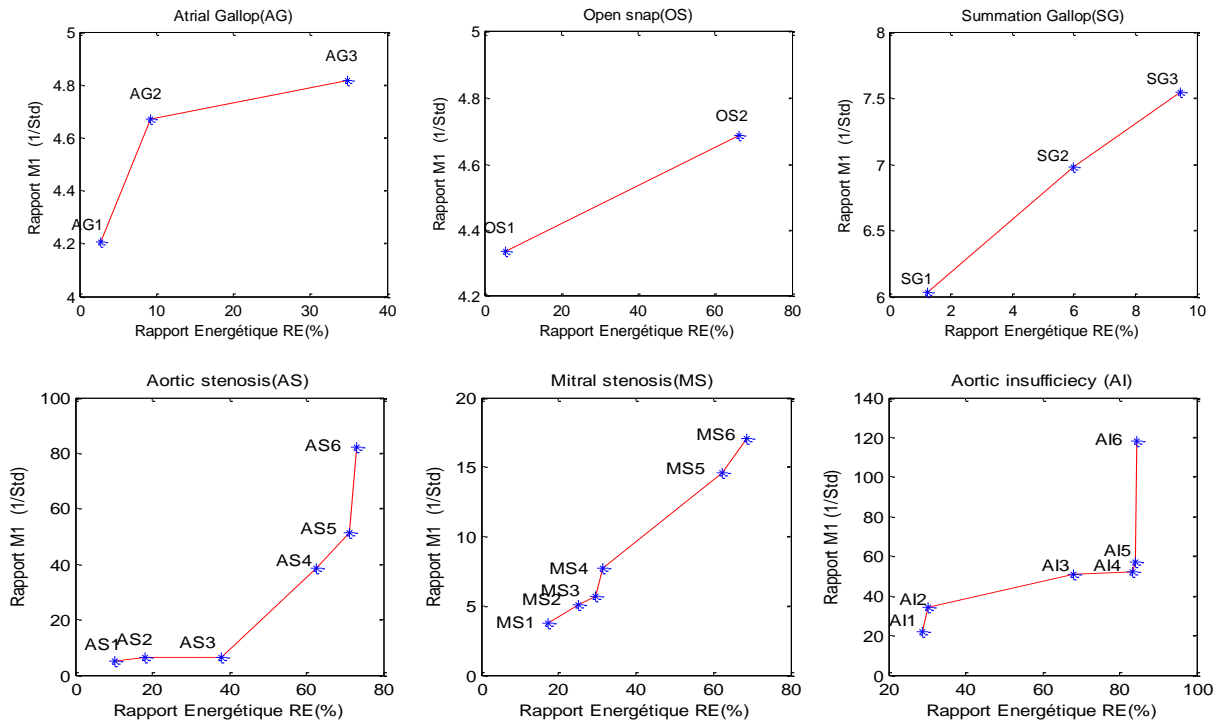 Atrial Gallop(AG)
5
4.8
4.6
4.4
4.2
4
AG1
AG2
AG3
0
10
20
30
40
Rapport M1 (1/Std)
Rapport Energétique RE(%)
Open snap(OS)
5
4.8
4.6
4.4
4.2
OS1
OS2
0
20
40
60
80
Rapport M1 (1/Std)
Rapport Energétique RE(%)
Summation Gallop(SG)
8
7.5
7
6.5
6
SG1
SG2
SG3
0
2
4
6
8
10
Rapport M1 (1/Std)
Rapport Energétique RE(%)
Aortic stenosis(AS)
100
80
60
40
20
0
AS1
AS2
AS3
AS4
AS5
AS6
0
20
40
60
80
Rapport M1 (1/Std)
Rapport Energétique RE(%)
Mitral stenosis(MS)
20
15
10
5
0
MS1
MS2
MS3
MS4
MS5
MS6
0
20
40
60
80
Rapport M1 (1/Std)
Rapport Energétique RE(%)
Aortic insufficiecy (AI)
140
120
100
80
60
40
20
0
AI1
AI2
AI3
AI4
AI5
AI6
20
40
60
80
100
Rapport M1 (1/Std)
Rapport Energétique RE(%)